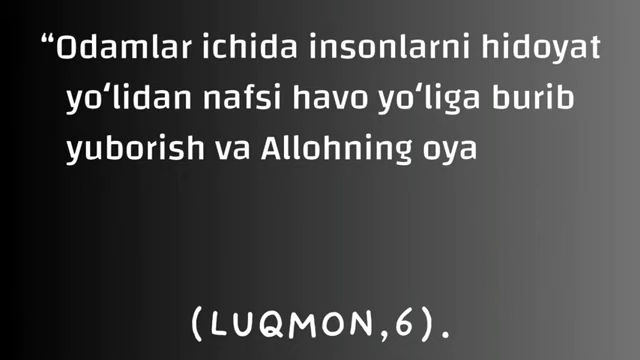 “Odamlar ichida insonlarni hidoyat
yo‘lidan nafsi havo yo‘liga burib
yuborish va Allohning oya
(LUQMON,6).